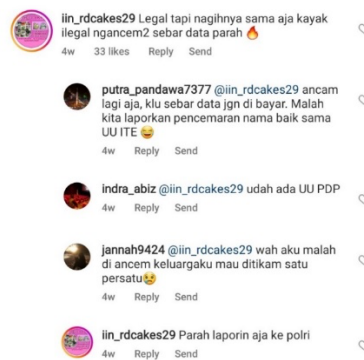 iin_rdcakes29 Legal tapi nagihnya sama aja kayak
ilegal ngancem2 sebar data parah 🔥
4w 33 likes Reply Send
putra_pandawa7377 @iin_rdcakes29 ancam
lagi aja, klu sebar data jgn di bayar. Malah
kita laporkan pencemaran nama baik sama
UU ITE 😂
4w Reply Send
indra_abiz @iin_rdcakes29 udah ada UU PDP
4w Reply Send
jannah9424 @iin_rdcakes29 wah aku malah
di ancem keluargaku mau ditikam satu
persatu😢
4w Reply Send
iin_rdcakes29 Parah laporin aja ke polri
4w Reply Send